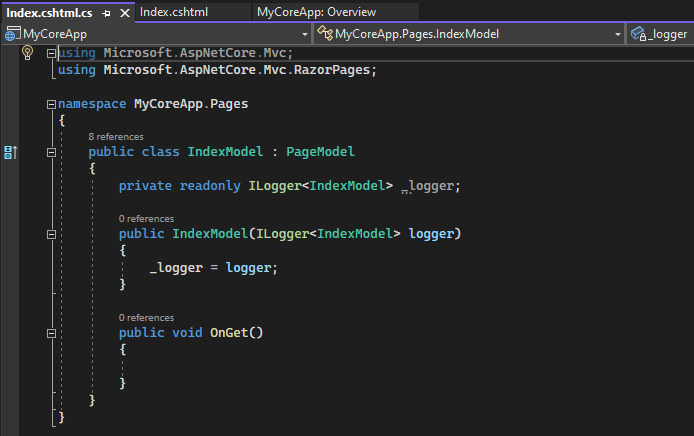 Index.cshtml.cs Index.cshtml MyCoreApp: Overview
MyCoreApp MyCoreApp.Pages.IndexModel _logger
using Microsoft.AspNetCore.Mvc;
using Microsoft.AspNetCore.Mvc.RazorPages;
namespace MyCoreApp.Pages
{
8 references
public class IndexModel : PageModel
{
private readonly ILogger<IndexModel> _logger;
0 references
public IndexModel(ILogger<IndexModel> logger)
{
_logger = logger;
}
0 references
public void OnGet()
{
}
}
}